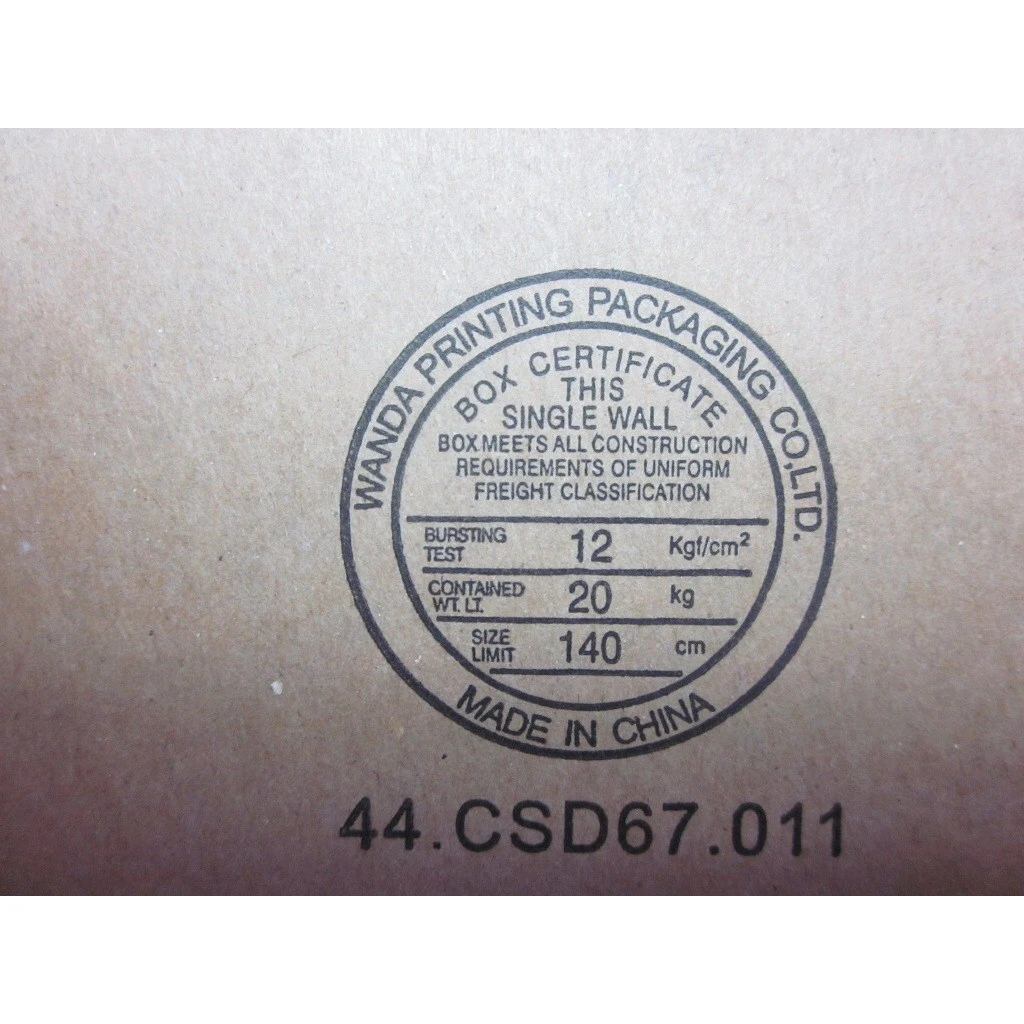 WANDA PRINTING PACKAGING CO.,LTD.
BOX CERTIFICATE
THIS
SINGLE WALL
BOX MEETS ALL CONSTRUCTION
REQUIREMENTS OF UNIFORM
FREIGHT CLASSIFICATION
BURSTING TEST 12 Kgf/cm²
CONTAINED WT. LT. 20 kg
SIZE LIMIT 140 cm
MADE IN CHINA
44.CSD67.011